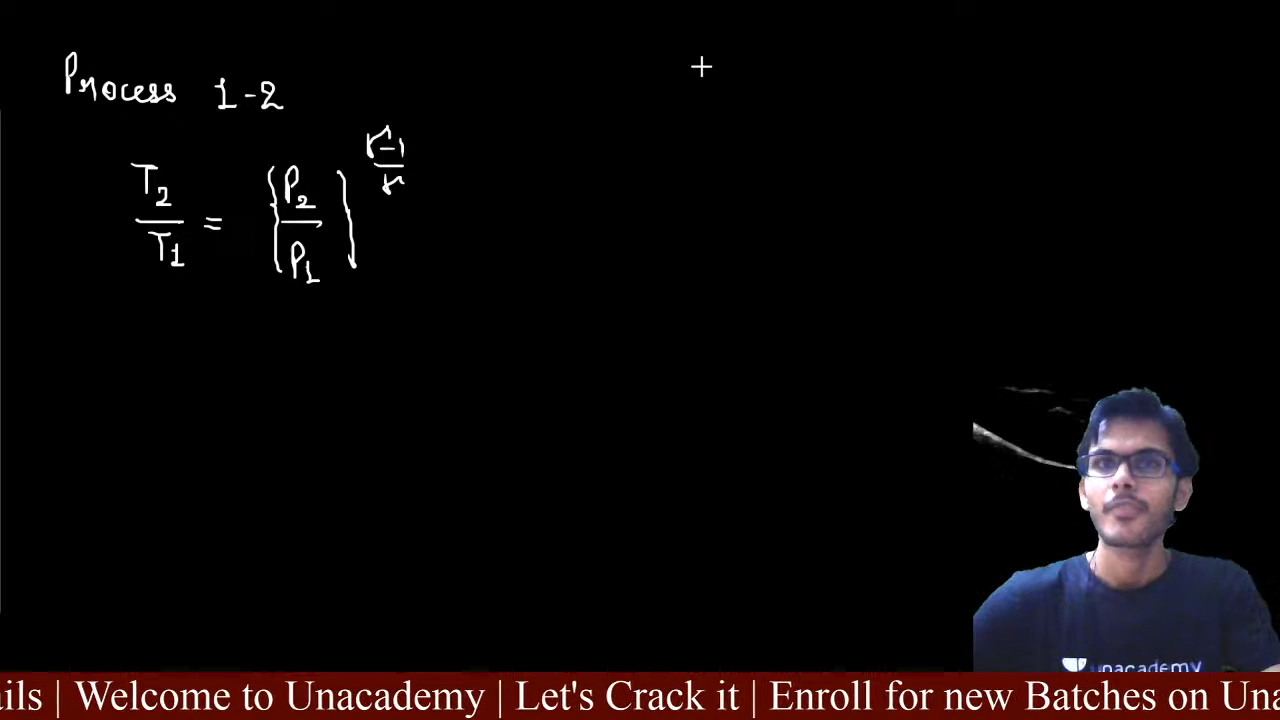 Process 1-2
T2/T1 = {P2/P1}^(γ-1)/γ
unacademy
ails | Welcome to Unacademy | Let's Crack it | Enroll for new Batches on Una